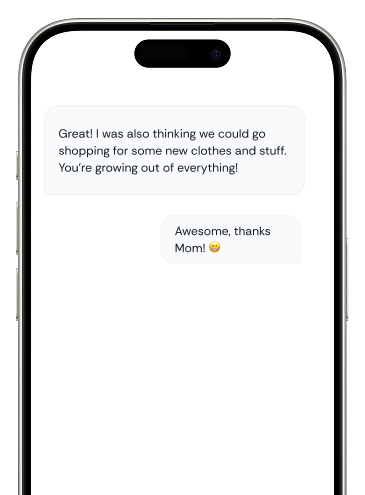 Great! I was also thinking we could go
shopping for some new clothes and stuff.
You're growing out of everything!
Awesome, thanks
Mom! 😁